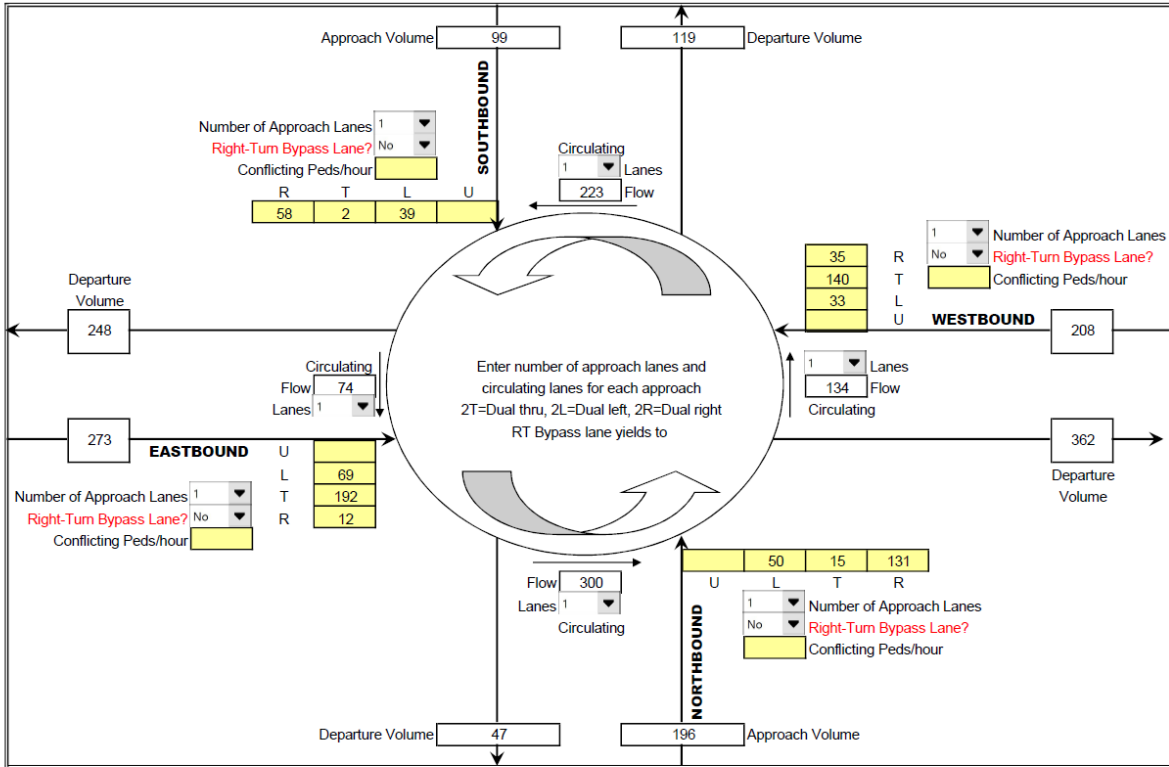 Approach Volume 99 119 Departure Volume
SOUTHBOUND
Number of Approach Lanes 1
Right-Turn Bypass Lane? No
Conflicting Peds/hour
R T L U
58 2 39
Circulating
1 Lanes
223 Flow
35 R
140 T
33 L
U
1 Number of Approach Lanes
No Right-Turn Bypass Lane?
Conflicting Peds/hour
WESTBOUND 208
Departure
Volume
248
Circulating
Flow 74
Lanes 1
Enter number of approach lanes and
circulating lanes for each approach
2T=Dual thru, 2L=Dual left, 2R=Dual right
RT Bypass lane yields to
1 Lanes
134 Flow
Circulating
273 EASTBOUND
U
L 69
T 192
R 12
Number of Approach Lanes 1
Right-Turn Bypass Lane? No
Conflicting Peds/hour
362
Departure
Volume
Flow 300
Lanes 1
Circulating
50 15 131
U L T R
1 Number of Approach Lanes
No Right-Turn Bypass Lane?
Conflicting Peds/hour
NORTHBOUND
Departure Volume 47 196 Approach Volume